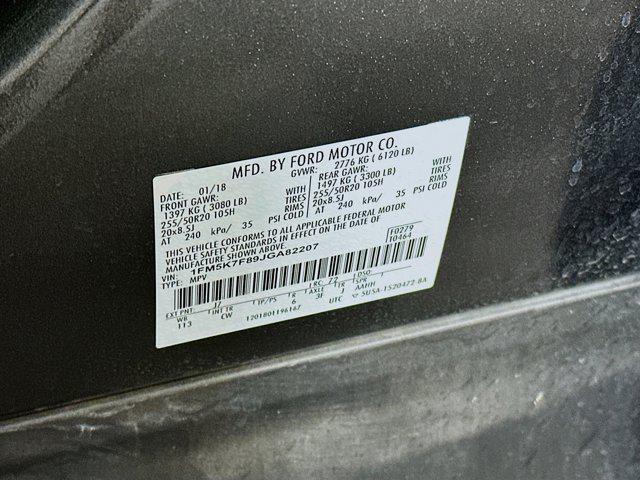 MFD. BY FORD MOTOR CO.
DATE: 01/18 GVWR: 2776 KG ( 6120 LB)
FRONT GAWR: WITH REAR GAWR: WITH
1397 KG ( 3080 LB) TIRES 1497 KG ( 3300 LB) TIRES
255/50R20 105H RIMS 255/50R20 105H RIMS
20x8.5J 20x8.5J
AT 240 kPa/ 35 PSI COLD AT 240 kPa/ 35 PSI COLD
THIS VEHICLE CONFORMS TO ALL APPLICABLE FEDERAL MOTOR
VEHICLE SAFETY STANDARDS IN EFFECT ON THE DATE OF
MANUFACTURE SHOWN ABOVE.
VIN: 1FM5K7F89JGA82207 F0279
TYPE: MPV 10464
EXT PNT: J7 RC: 72 DSO:
WB INT TR TP/PS R AXLE TR SPR
113 CW 6 3F J AAHH
1201801196167 UTC 5USA-1520472-BA